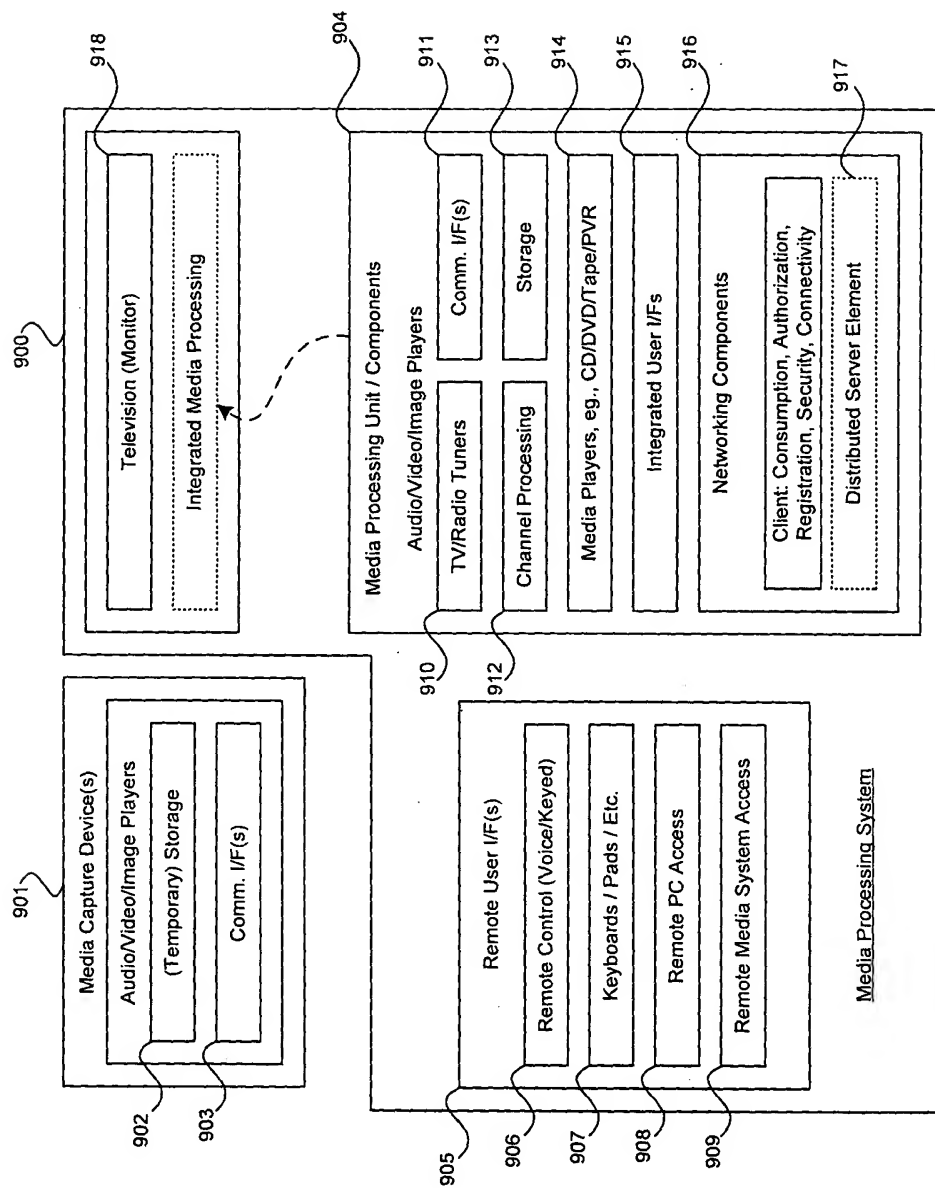 900
901
Media Capture Device(s)
Audio/Video/Image Players
902
(Temporary) Storage
903
Comm. I/F(s)
918
Television (Monitor)
Integrated Media Processing
904
Media Processing Unit / Components
Audio/Video/Image Players
910
TV/Radio Tuners
911
Comm. I/F(s)
912
Channel Processing
913
Storage
914
Media Players, eg., CD/DVD/Tape/PVR
915
Integrated User I/Fs
916
Networking Components
Client: Consumption, Authorization,
Registration, Security, Connectivity
917
Distributed Server Element
905
Remote User I/F(s)
906
Remote Control (Voice/Keyed)
907
Keyboards / Pads / Etc.
908
Remote PC Access
909
Remote Media System Access
Media Processing System